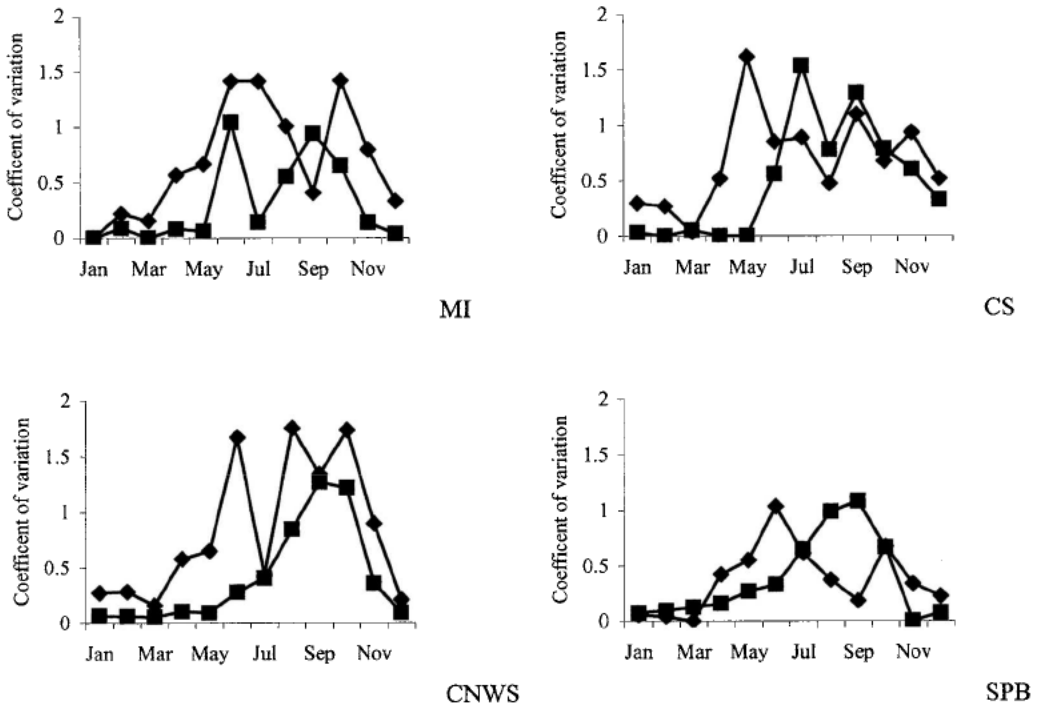 Coefficent of variation
2
1.5
1
0.5
0
Jan Mar May Jul Sep Nov
MI
Coefficent of variation
2
1.5
1
0.5
0
Jan Mar May Jul Sep Nov
CS
Coefficent of variation
2
1.5
1
0.5
0
Jan Mar May Jul Sep Nov
CNWS
Coefficent of variation
2
1.5
1
0.5
0
Jan Mar May Jul Sep Nov
SPB